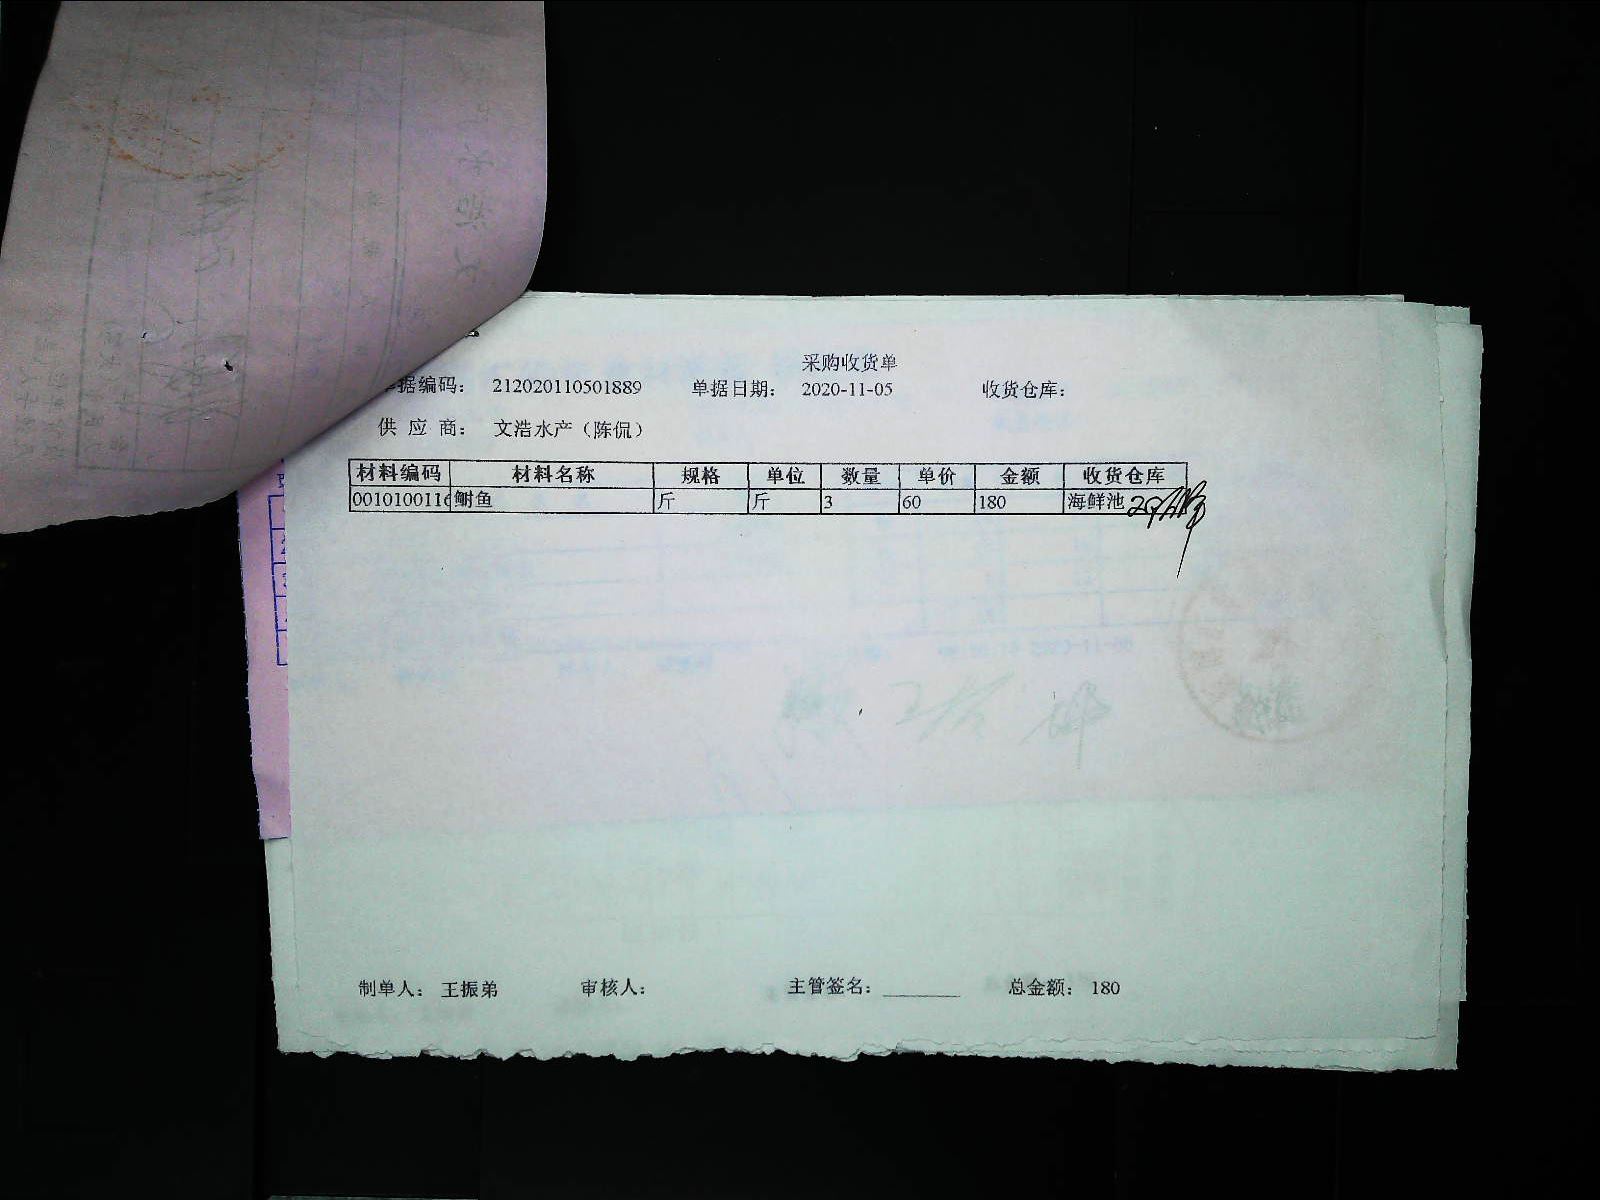 采购收货单
据编码： 212020110501889 单据日期： 2020-11-05 收货仓库：
供 应 商： 文浩水产（陈侃）
材料编码 材料名称 规格 单位 数量 单价 金额 收货仓库
0010100116 鲥鱼 斤 斤 3 60 180 海鲜池
制单人： 王振弟 审核人： 主管签名： ________ 总金额： 180